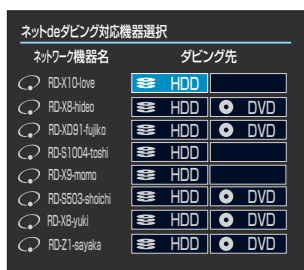 ネットdeダビング対応機器選択
ネットワーク機器名 ダビング先
RD-X10-love HDD
RD-X8-hideo HDD DVD
RD-XD91-fujiko HDD DVD
RD-S1004-toshi HDD
RD-X9-momo HDD
RD-S503-shoichi HDD DVD
RD-X8-yuki HDD DVD
RD-Z1-sayaka HDD DVD